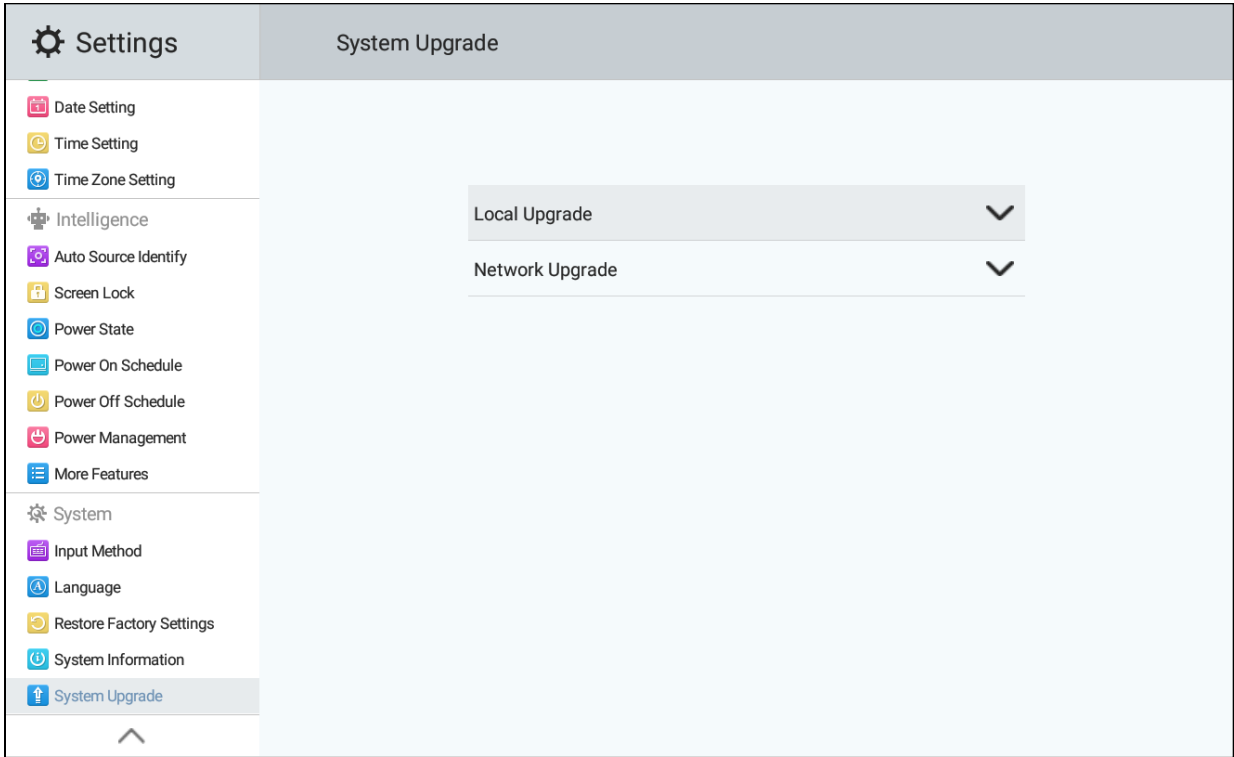 Settings
System Upgrade
Date Setting
Time Setting
Time Zone Setting
Intelligence
Auto Source Identify
Screen Lock
Power State
Power On Schedule
Power Off Schedule
Power Management
More Features
System
Input Method
Language
Restore Factory Settings
System Information
System Upgrade
Local Upgrade
Network Upgrade